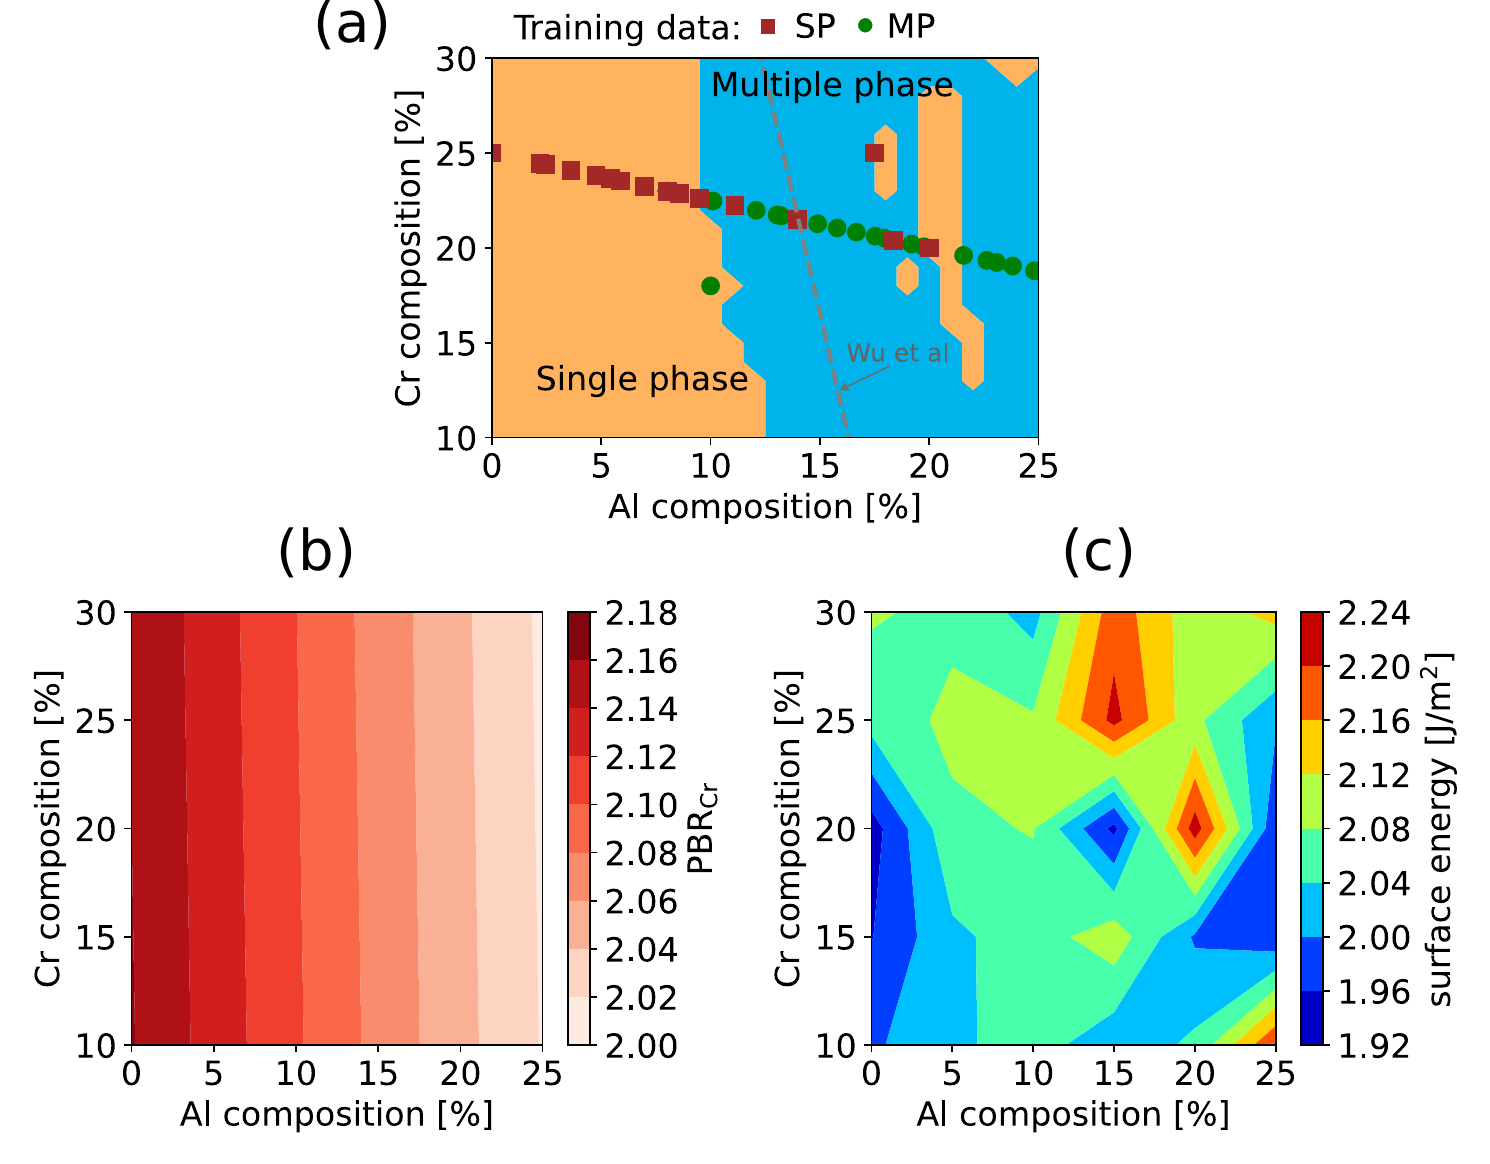 (a)
Training data: SP MP
30
25
20
15
10
Cr composition [%]
Multiple phase
Single phase
Wu et al
0 5 10 15 20 25
Al composition [%]
(b)
30
25
20
15
10
Cr composition [%]
0 5 10 15 20 25
Al composition [%]
2.18
2.16
2.14
2.12
2.10
2.08
2.06
2.04
2.02
2.00
PBR_Cr
(c)
30
25
20
15
10
Cr composition [%]
0 5 10 15 20 25
Al composition [%]
2.24
2.20
2.16
2.12
2.08
2.04
2.00
1.96
1.92
surface energy [J/m²]